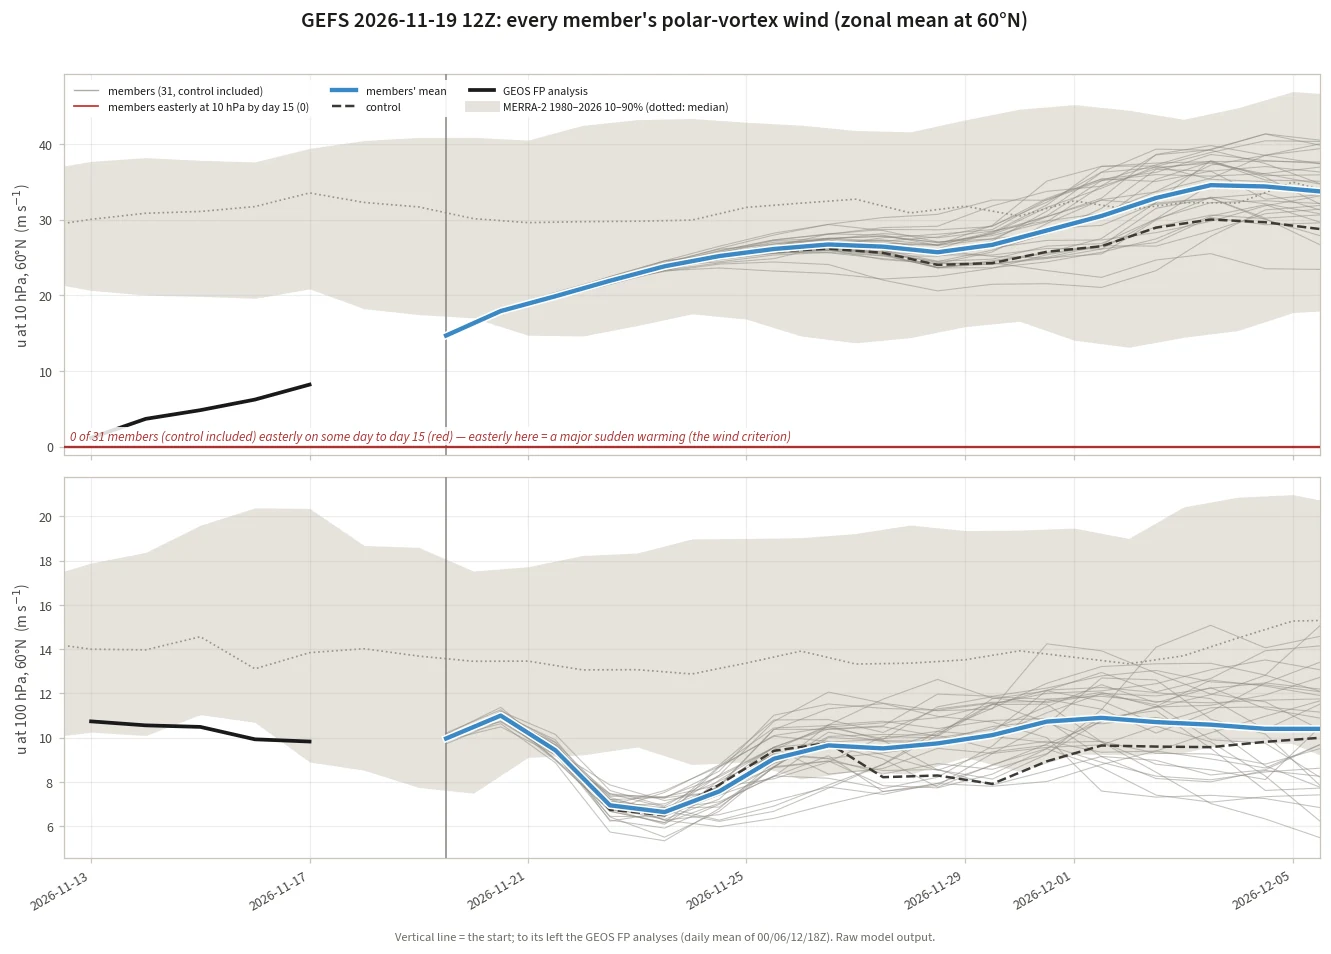 GEFS 2026-11-19 12Z: every member's polar-vortex wind (zonal mean at 60°N)
members (31, control included)
members easterly at 10 hPa by day 15 (0)
members' mean
control
GEOS FP analysis
MERRA-2 1980–2026 10–90% (dotted: median)
u at 10 hPa, 60°N (m s⁻¹)
40
30
20
10
0
0 of 31 members (control included) easterly on some day to day 15 (red) — easterly here = a major sudden warming (the wind criterion)
u at 100 hPa, 60°N (m s⁻¹)
20
18
16
14
12
10
8
6
2026-11-13
2026-11-17
2026-11-21
2026-11-25
2026-11-29
2026-12-01
2026-12-05
Vertical line = the start; to its left the GEOS FP analyses (daily mean of 00/06/12/18Z). Raw model output.